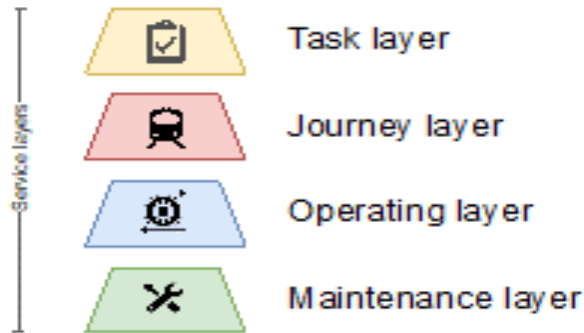 Task layer
Journey layer
Service layers
Operating layer
Maintenance layer